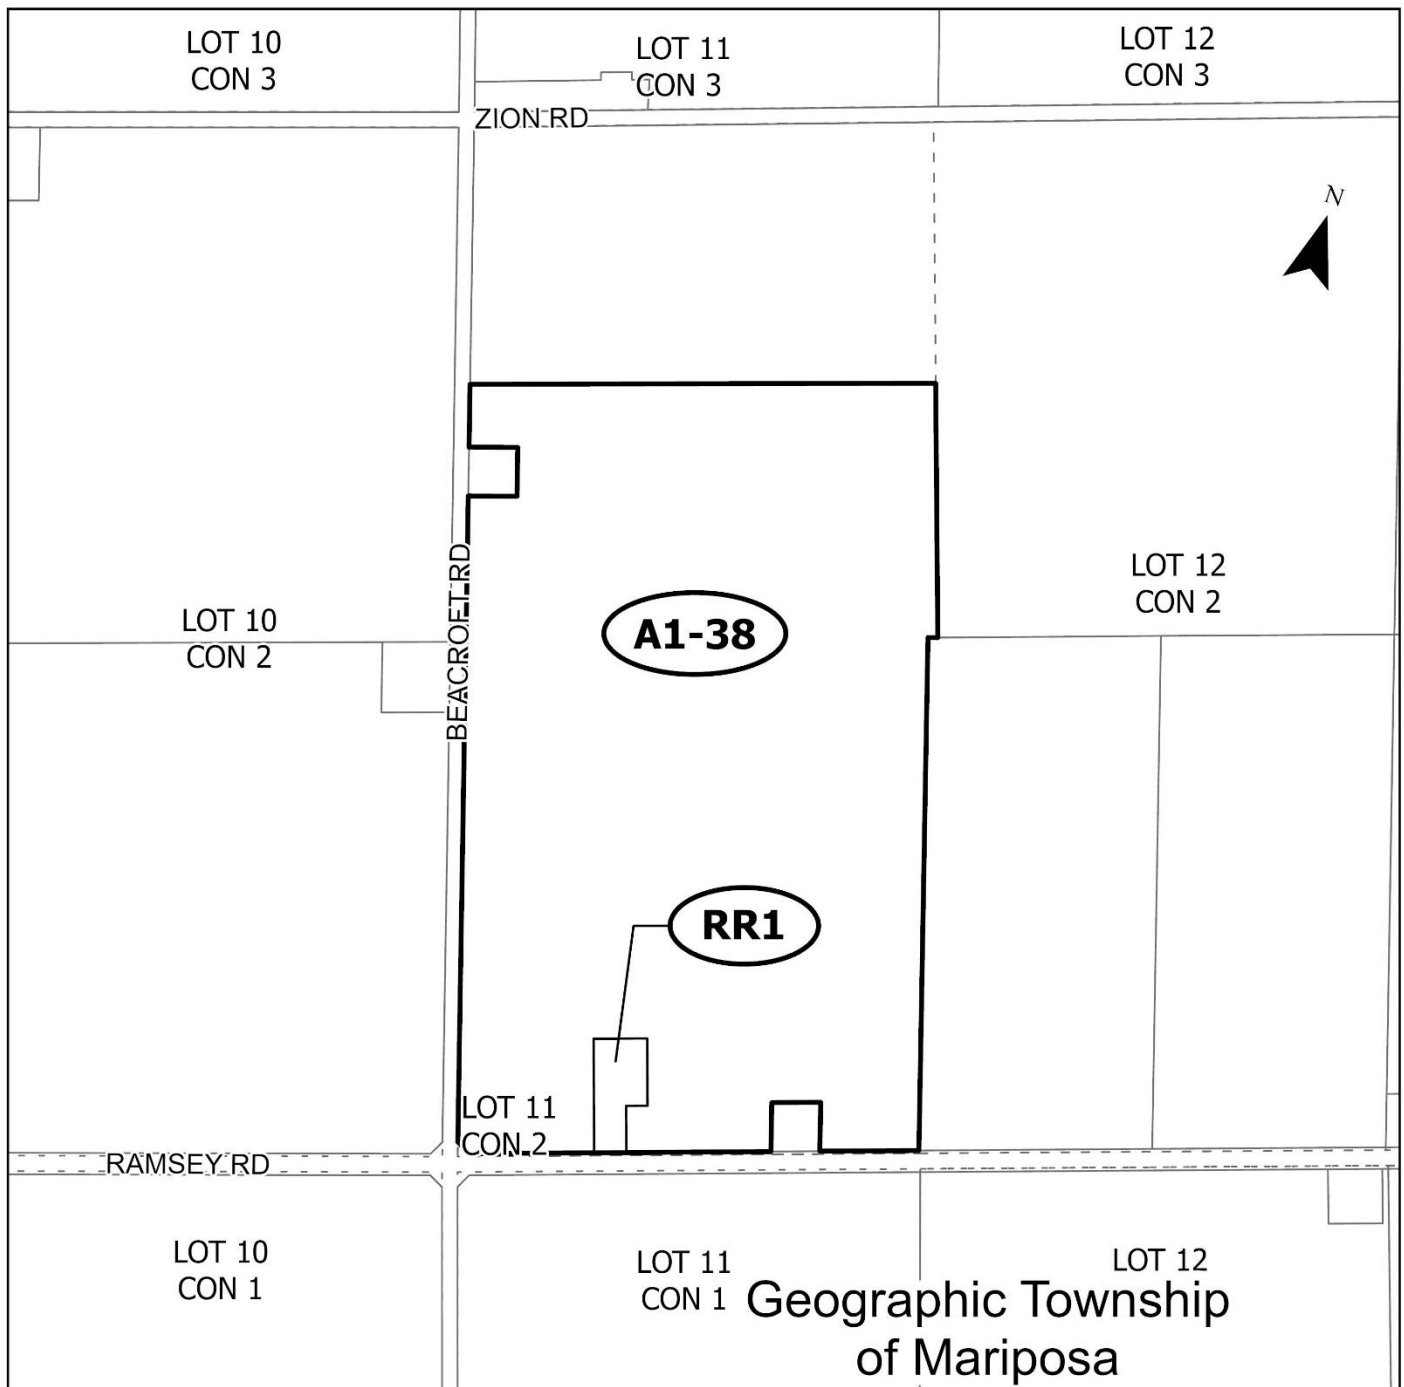 LOT 10
CON 3
LOT 11
CON 3
LOT 12
CON 3
ZION RD
N
BEACROFT RD
LOT 10
CON 2
A1-38
LOT 12
CON 2
RR1
LOT 11
CON 2
RAMSEY RD
LOT 10
CON 1
LOT 11
CON 1
LOT 12
Geographic Township
of Mariposa